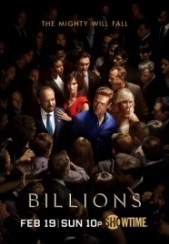 THE MIGHTY WILL FALL
BILLIONS
FEB 19 | SUN 10P SHOWTIME